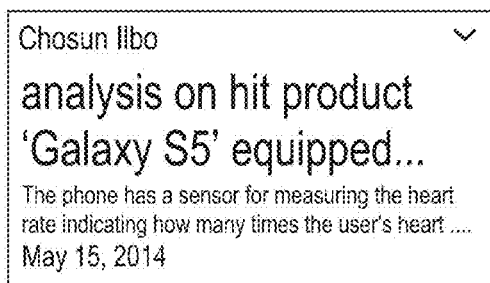 Chosun Ilbo
analysis on hit product
‘Galaxy S5’ equipped...
The phone has a sensor for measuring the heart
rate indicating how many times the user's heart ....
May 15, 2014